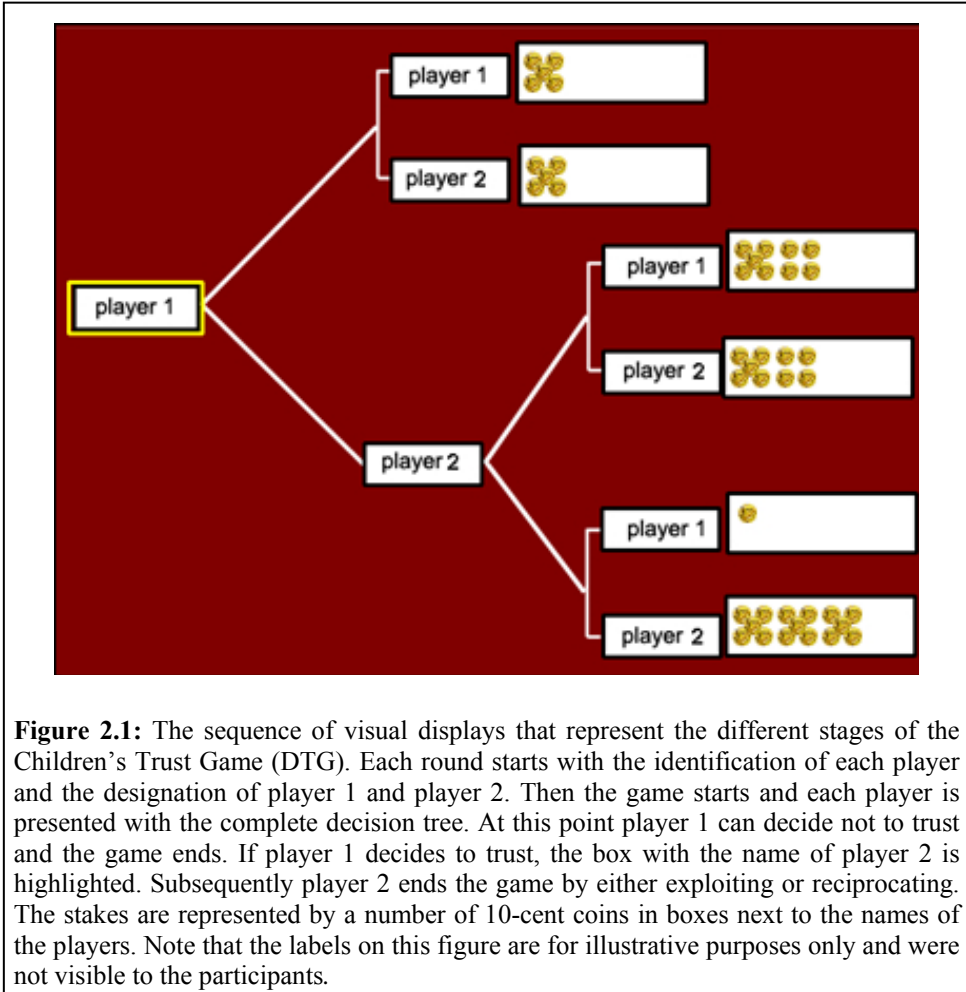 player 1
player 2
player 1
player 1
player 2
player 2
player 1
player 2
Figure 2.1: The sequence of visual displays that represent the different stages of the
Children’s Trust Game (DTG). Each round starts with the identification of each player
and the designation of player 1 and player 2. Then the game starts and each player is
presented with the complete decision tree. At this point player 1 can decide not to trust
and the game ends. If player 1 decides to trust, the box with the name of player 2 is
highlighted. Subsequently player 2 ends the game by either exploiting or reciprocating.
The stakes are represented by a number of 10-cent coins in boxes next to the names of
the players. Note that the labels on this figure are for illustrative purposes only and were
not visible to the participants.